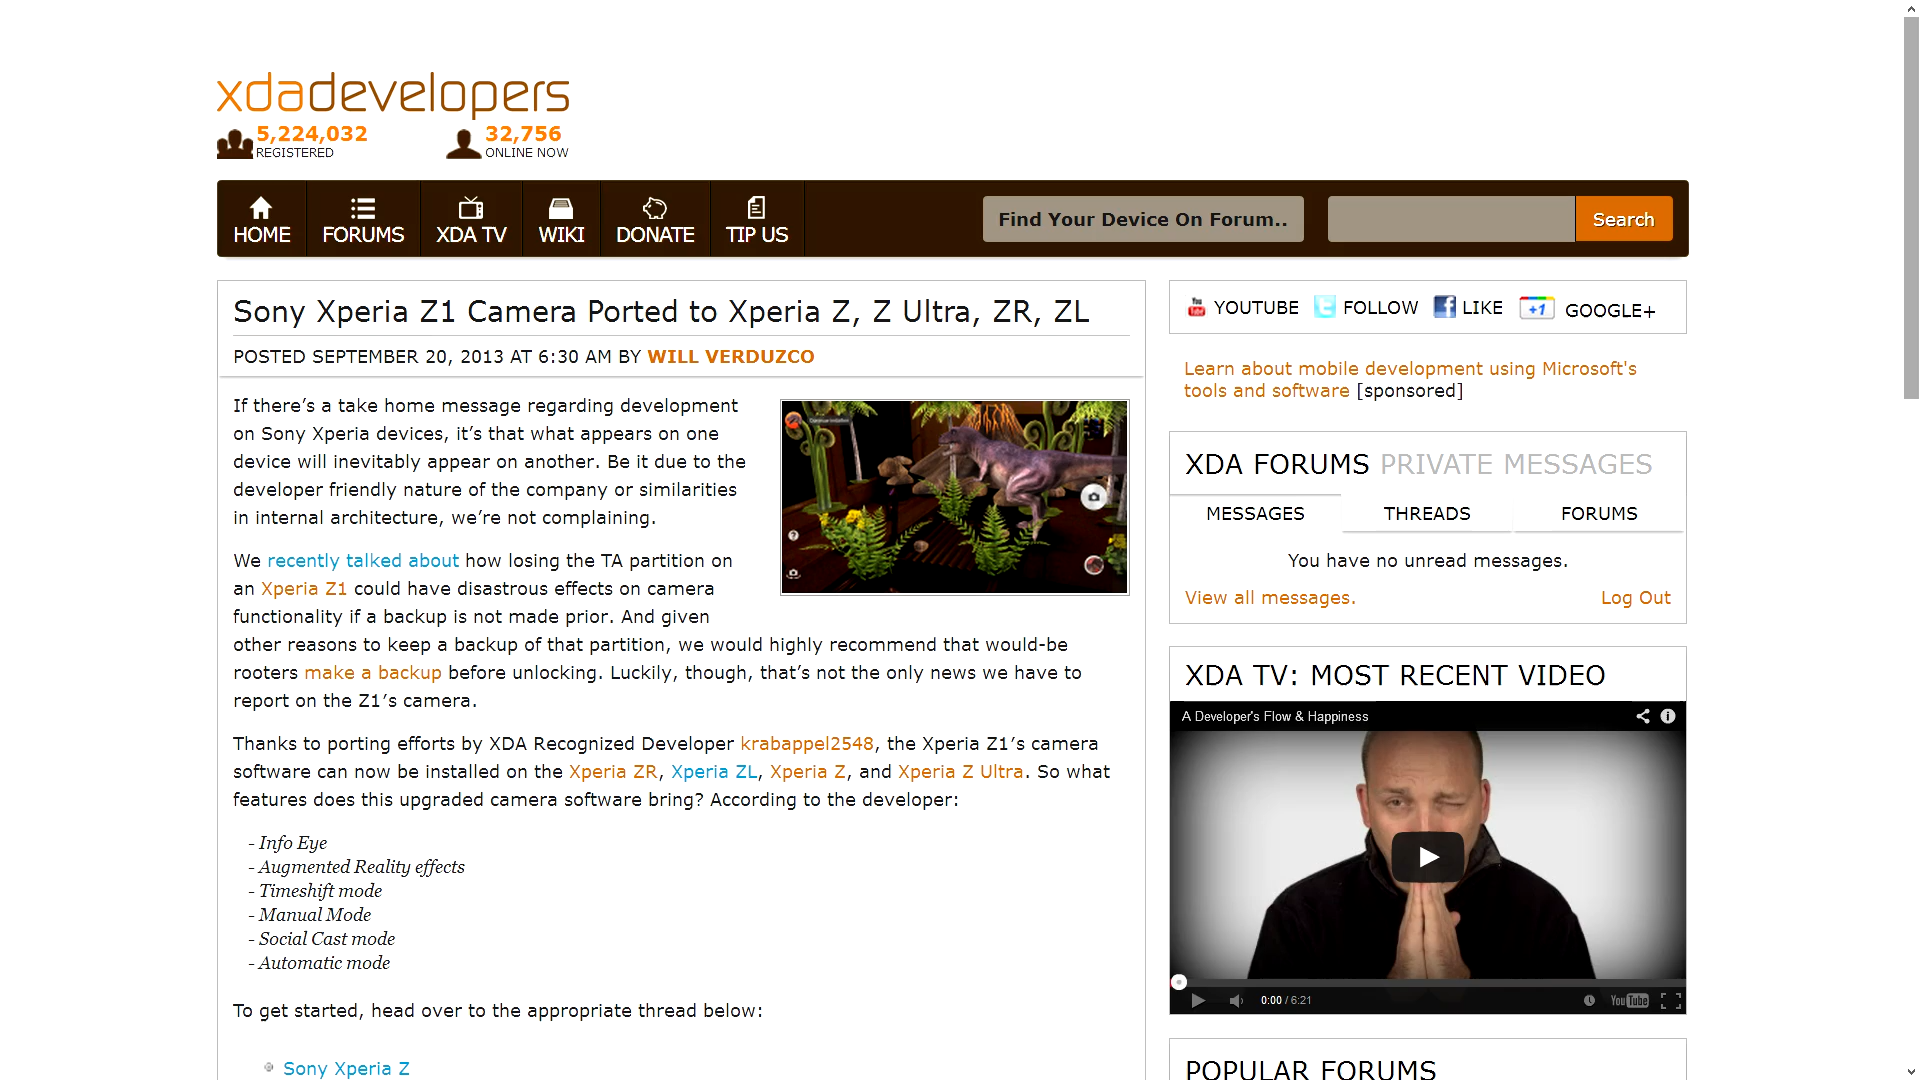 xdadevelopers
5,224,032
REGISTERED
32,756
ONLINE NOW
HOME
FORUMS
XDA TV
WIKI
DONATE
TIP US
Find Your Device On Forum..
Search
Sony Xperia Z1 Camera Ported to Xperia Z, Z Ultra, ZR, ZL
POSTED SEPTEMBER 20, 2013 AT 6:30 AM BY WILL VERDUZCO
If there’s a take home message regarding development
on Sony Xperia devices, it’s that what appears on one
device will inevitably appear on another. Be it due to the
developer friendly nature of the company or similarities
in internal architecture, we’re not complaining.
We recently talked about how losing the TA partition on
an Xperia Z1 could have disastrous effects on camera
functionality if a backup is not made prior. And given
other reasons to keep a backup of that partition, we would highly recommend that would-be
rooters make a backup before unlocking. Luckily, though, that’s not the only news we have to
report on the Z1’s camera.
Thanks to porting efforts by XDA Recognized Developer krabappel2548, the Xperia Z1’s camera
software can now be installed on the Xperia ZR, Xperia ZL, Xperia Z, and Xperia Z Ultra. So what
features does this upgraded camera software bring? According to the developer:
- Info Eye
- Augmented Reality effects
- Timeshift mode
- Manual Mode
- Social Cast mode
- Automatic mode
To get started, head over to the appropriate thread below:
Sony Xperia Z
YOUTUBE
FOLLOW
LIKE
+1
GOOGLE+
Learn about mobile development using Microsoft's
tools and software [sponsored]
XDA FORUMS PRIVATE MESSAGES
MESSAGES
THREADS
FORUMS
You have no unread messages.
View all messages.
Log Out
XDA TV: MOST RECENT VIDEO
A Developer's Flow & Happiness
0:00 / 6:21
YouTube
POPULAR FORUMS